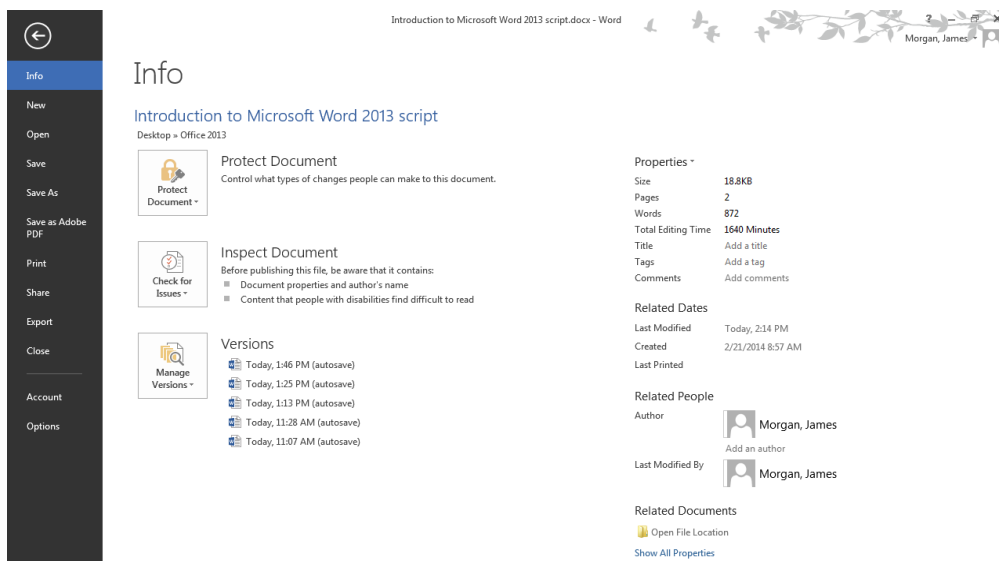 Introduction to Microsoft Word 2013 script.docx - Word
?
Morgan, James
Info
New
Open
Save
Save As
Save as Adobe
PDF
Print
Share
Export
Close
Account
Options
Info
Introduction to Microsoft Word 2013 script
Desktop » Office 2013
Protect
Document
Protect Document
Control what types of changes people can make to this document.
Check for
Issues
Inspect Document
Before publishing this file, be aware that it contains:
Document properties and author's name
Content that people with disabilities find difficult to read
Manage
Versions
Versions
Today, 1:46 PM (autosave)
Today, 1:25 PM (autosave)
Today, 1:13 PM (autosave)
Today, 11:28 AM (autosave)
Today, 11:07 AM (autosave)
Properties
Size 18.8KB
Pages 2
Words 872
Total Editing Time 1640 Minutes
Title Add a title
Tags Add a tag
Comments Add comments
Related Dates
Last Modified Today, 2:14 PM
Created 2/21/2014 8:57 AM
Last Printed
Related People
Author Morgan, James
Add an author
Last Modified By Morgan, James
Related Documents
Open File Location
Show All Properties